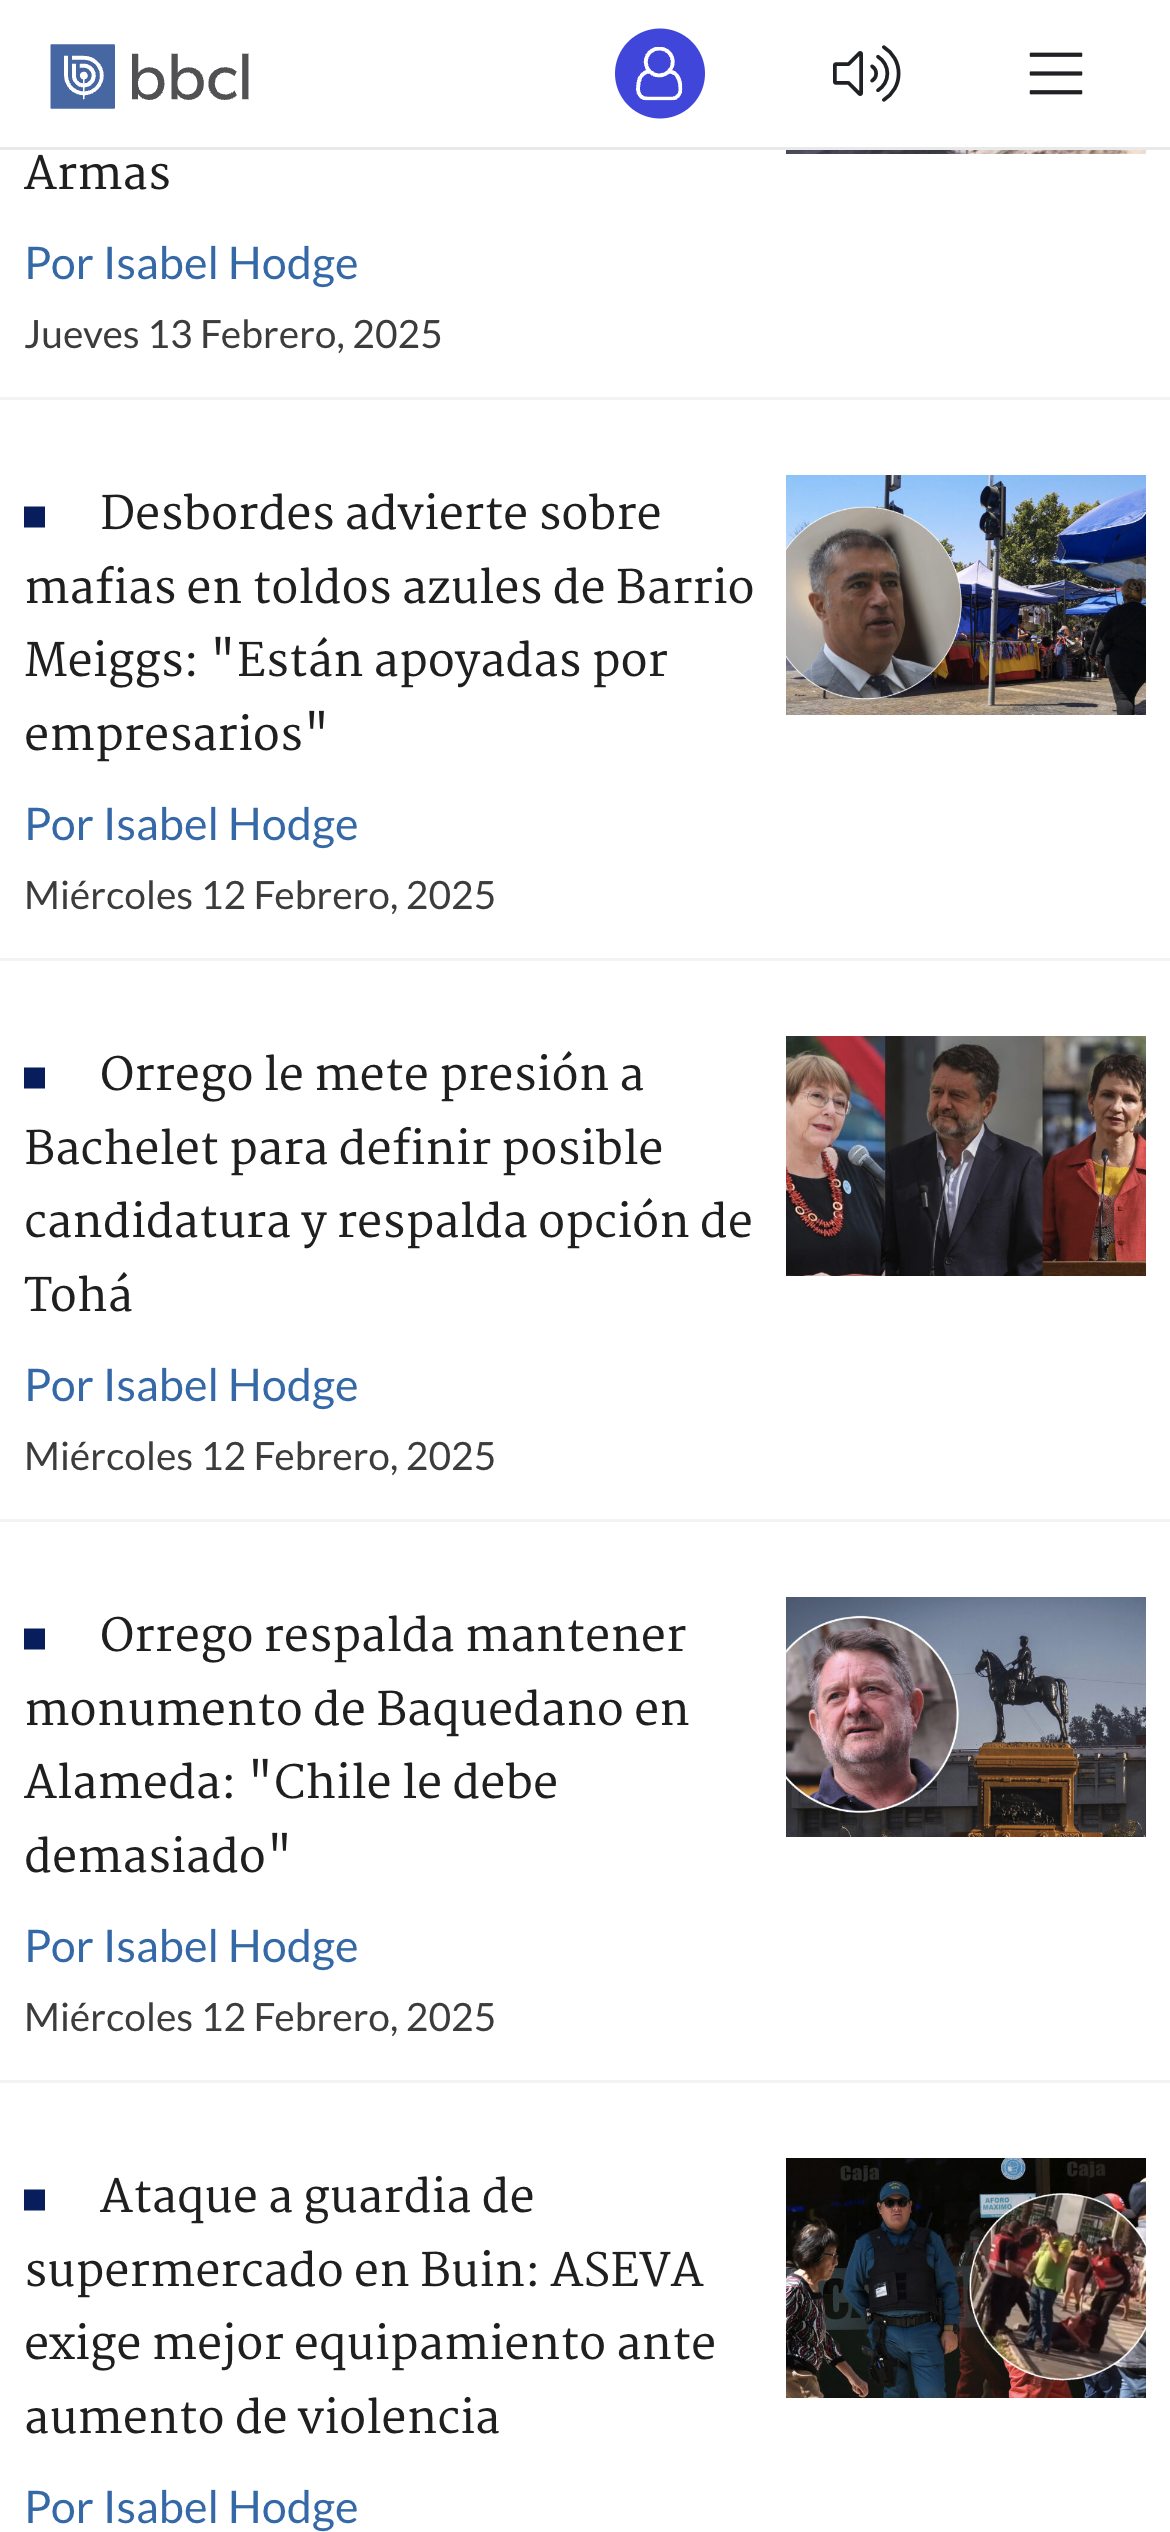 bbcl
Armas
Por Isabel Hodge
Jueves 13 Febrero, 2025
Desbordes advierte sobre
mafias en toldos azules de Barrio
Meiggs: "Están apoyadas por
empresarios"
Por Isabel Hodge
Miércoles 12 Febrero, 2025
Orrego le mete presión a
Bachelet para definir posible
candidatura y respalda opción de
Tohá
Por Isabel Hodge
Miércoles 12 Febrero, 2025
Orrego respalda mantener
monumento de Baquedano en
Alameda: "Chile le debe
demasiado"
Por Isabel Hodge
Miércoles 12 Febrero, 2025
Caja
Caja
AFORO
MAXIMO
Ataque a guardia de
supermercado en Buin: ASEVA
exige mejor equipamiento ante
aumento de violencia
Por Isabel Hodge